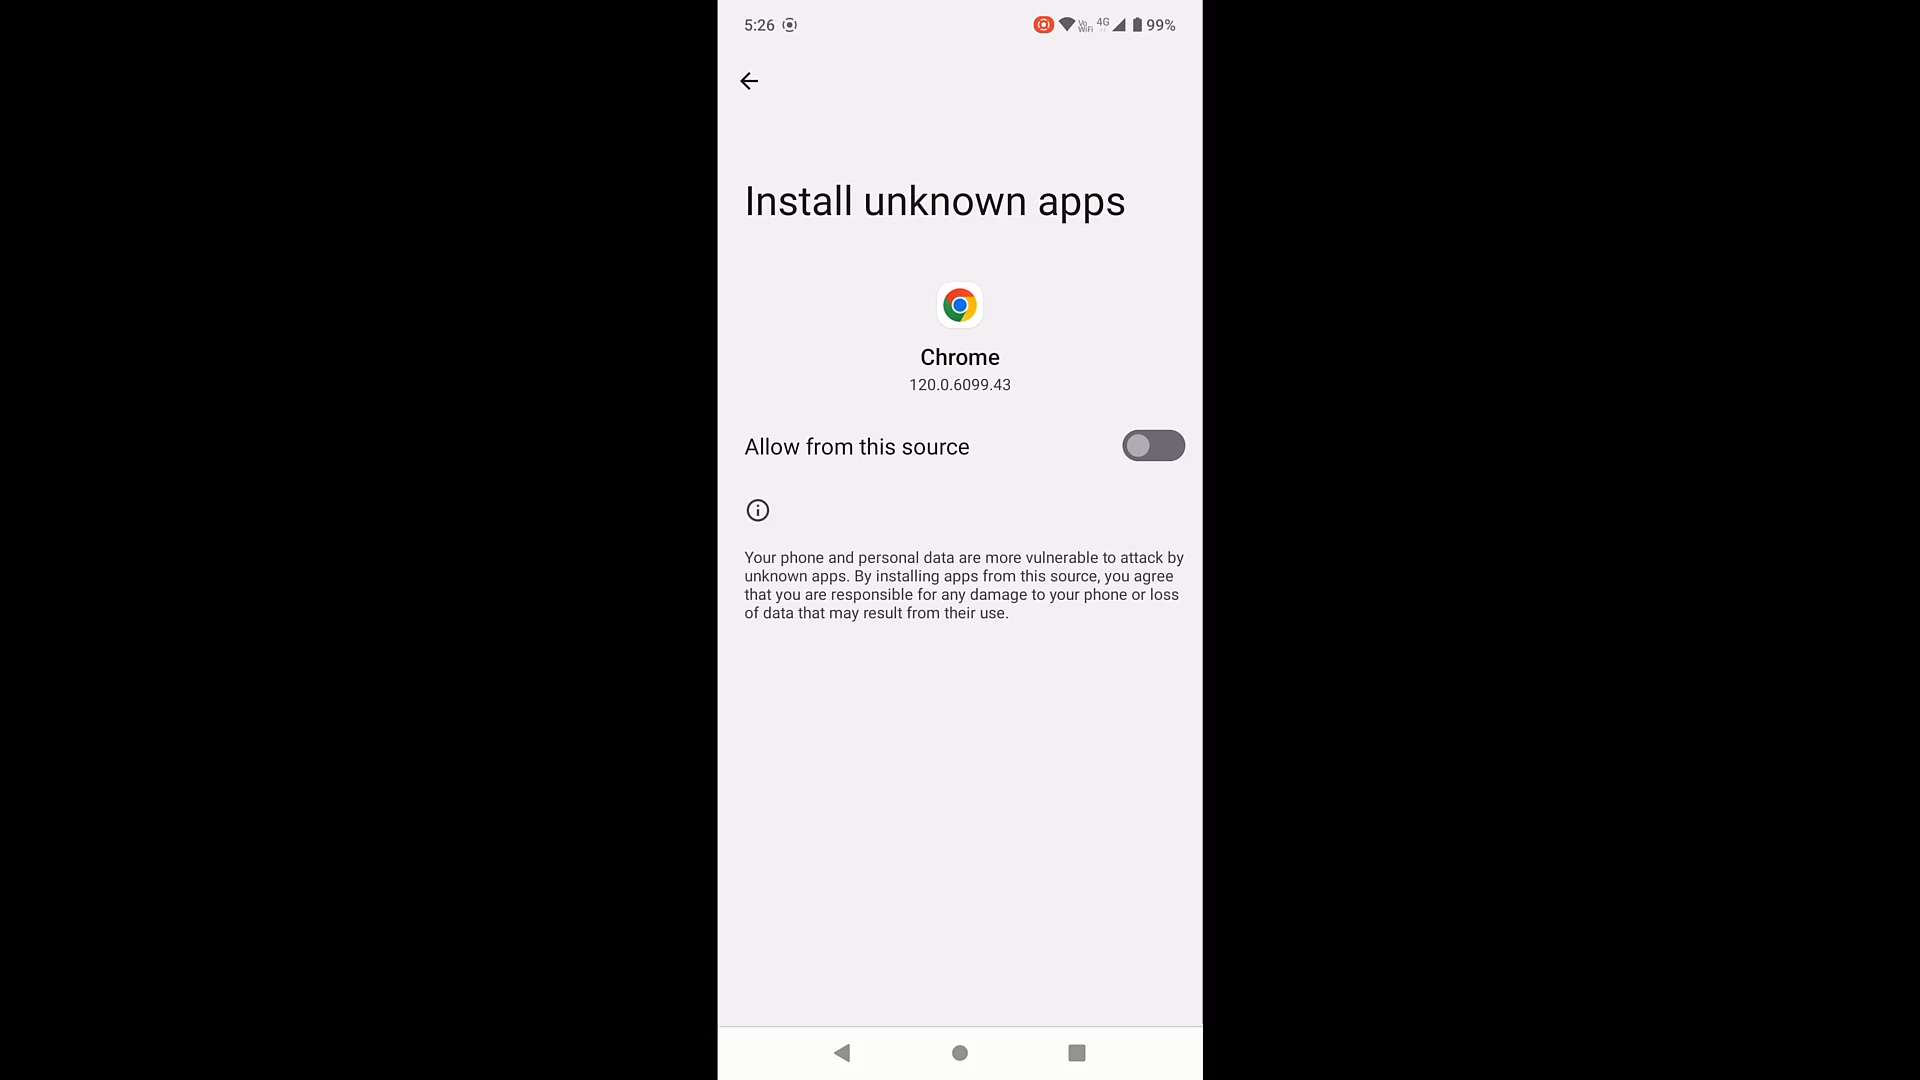 5:26
Vo WiFi 4G 99%
Install unknown apps
Chrome
120.0.6099.43
Allow from this source
Your phone and personal data are more vulnerable to attack by
unknown apps. By installing apps from this source, you agree
that you are responsible for any damage to your phone or loss
of data that may result from their use.